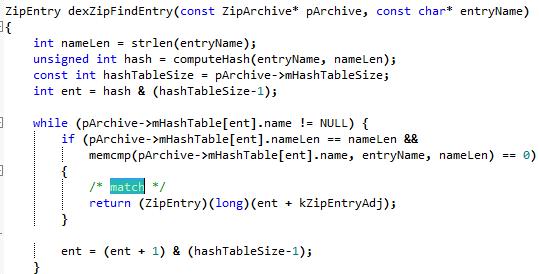 ZipEntry dexZipFindEntry(const ZipArchive* pArchive, const char* entryName)
{
    int nameLen = strlen(entryName);
    unsigned int hash = computeHash(entryName, nameLen);
    const int hashTableSize = pArchive->mHashTableSize;
    int ent = hash & (hashTableSize-1);

    while (pArchive->mHashTable[ent].name != NULL) {
        if (pArchive->mHashTable[ent].nameLen == nameLen &&
            memcmp(pArchive->mHashTable[ent].name, entryName, nameLen) == 0)
        {
            /* match */
            return (ZipEntry)(long)(ent + kZipEntryAdj);
        }

        ent = (ent + 1) & (hashTableSize-1);
    }